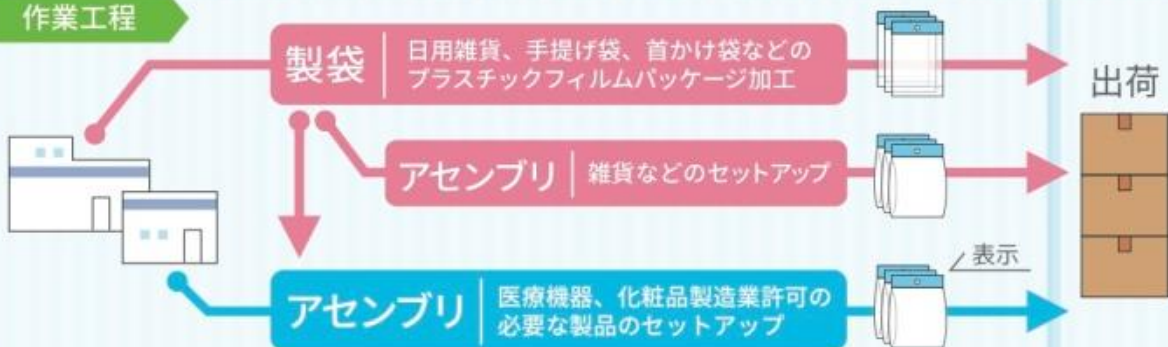 作業工程
製袋
日用雑貨、手提げ袋、首かけ袋などの
プラスチックフィルムパッケージ加工
出荷
アセンブリ
雑貨などのセットアップ
表示
アセンブリ
医療機器、化粧品製造業許可の
必要な製品のセットアップ